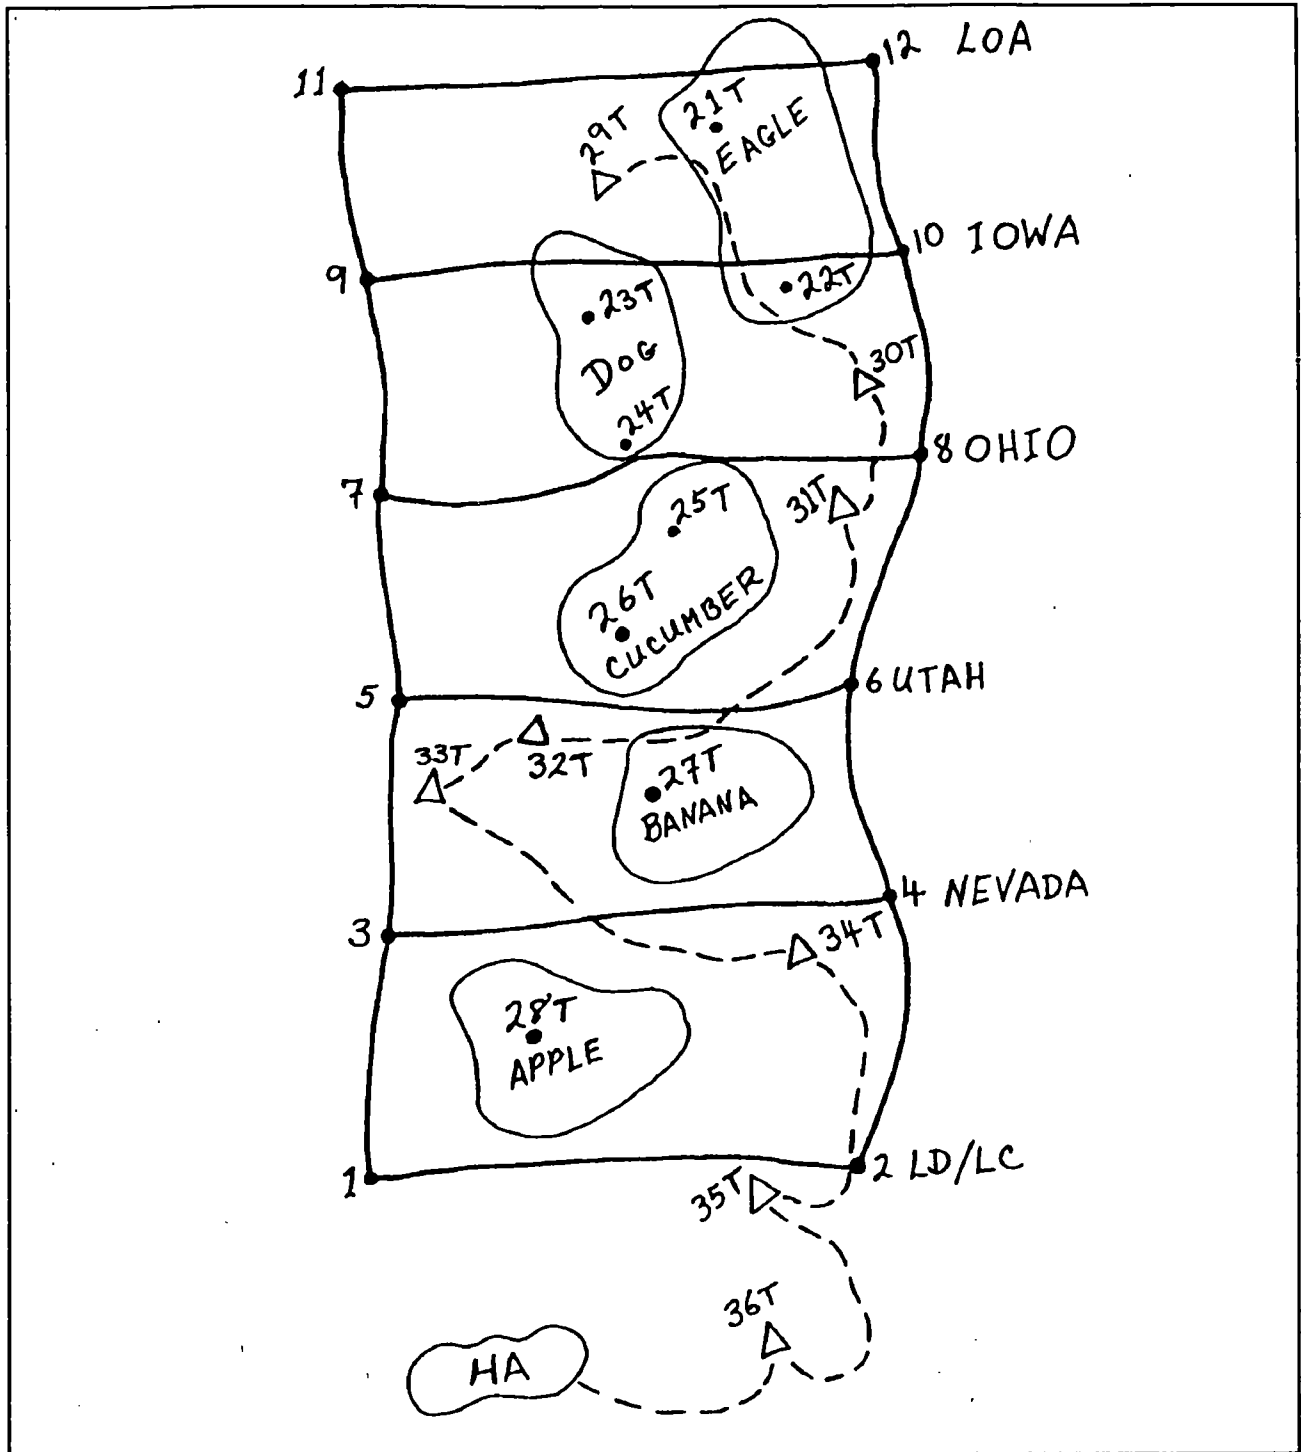 12 LOA
11
21T
29T
EAGLE
10 IOWA
9
22T
23T
30T
DOG
24T
8 OHIO
7
31T
25T
26T
CUCUMBER
6 UTAH
5
33T
32T
27T
BANANA
4 NEVADA
3
34T
28T
APPLE
2 LD/LC
1
35T
36T
HA